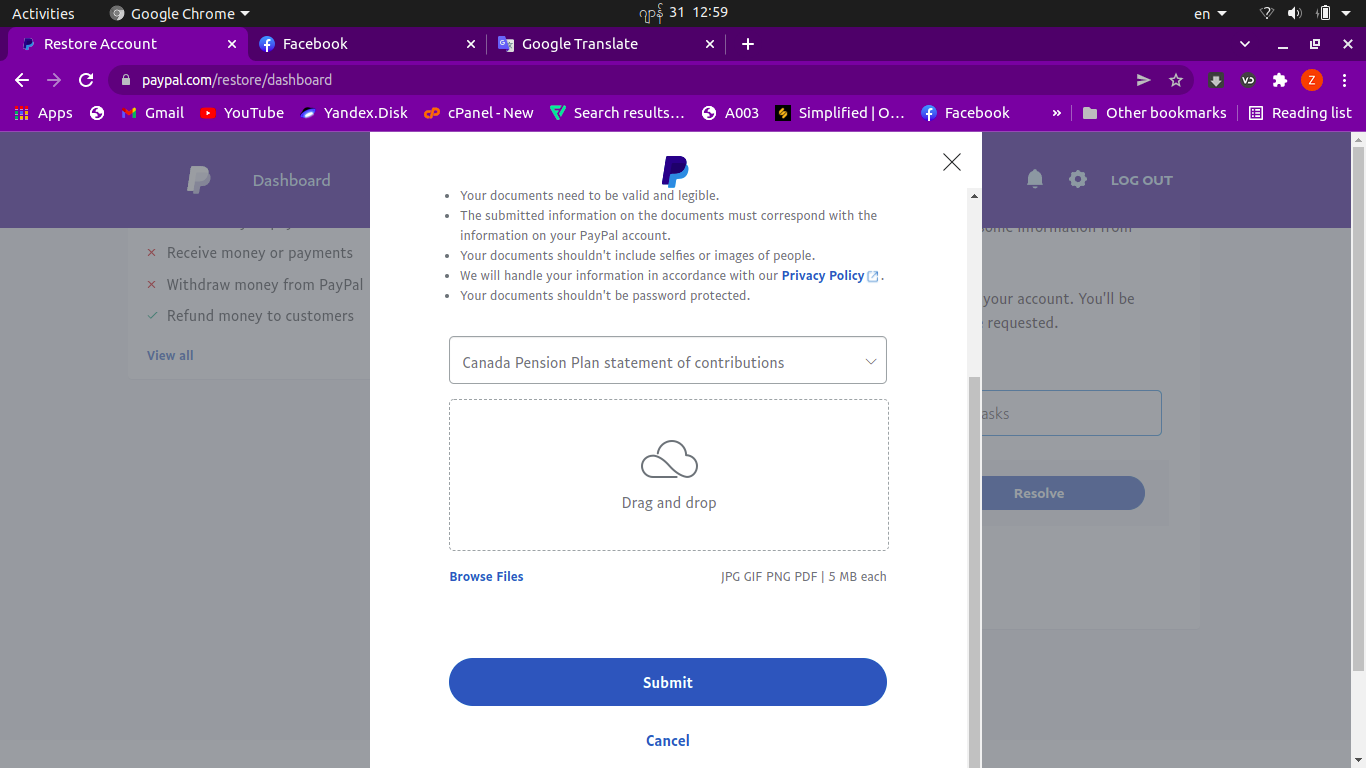 Activities
Google Chrome
ဂျာန် 31 12:59
en
Restore Account
Facebook
Google Translate
paypal.com/restore/dashboard
Z
Apps
Gmail
YouTube
Yandex.Disk
cPanel - New
Search results…
A003
Simplified | O…
Facebook
»
Other bookmarks
Reading list
Dashboard
LOG OUT
Receive money or payments
Withdraw money from PayPal
Refund money to customers
View all
Your documents need to be valid and legible.
The submitted information on the documents must correspond with the
information on your PayPal account.
Your documents shouldn't include selfies or images of people.
We will handle your information in accordance with our Privacy Policy.
Your documents shouldn't be password protected.
Canada Pension Plan statement of contributions
Drag and drop
Browse Files
JPG GIF PNG PDF | 5 MB each
Submit
Cancel
information from
your account. You'll be
requested.
asks
Resolve